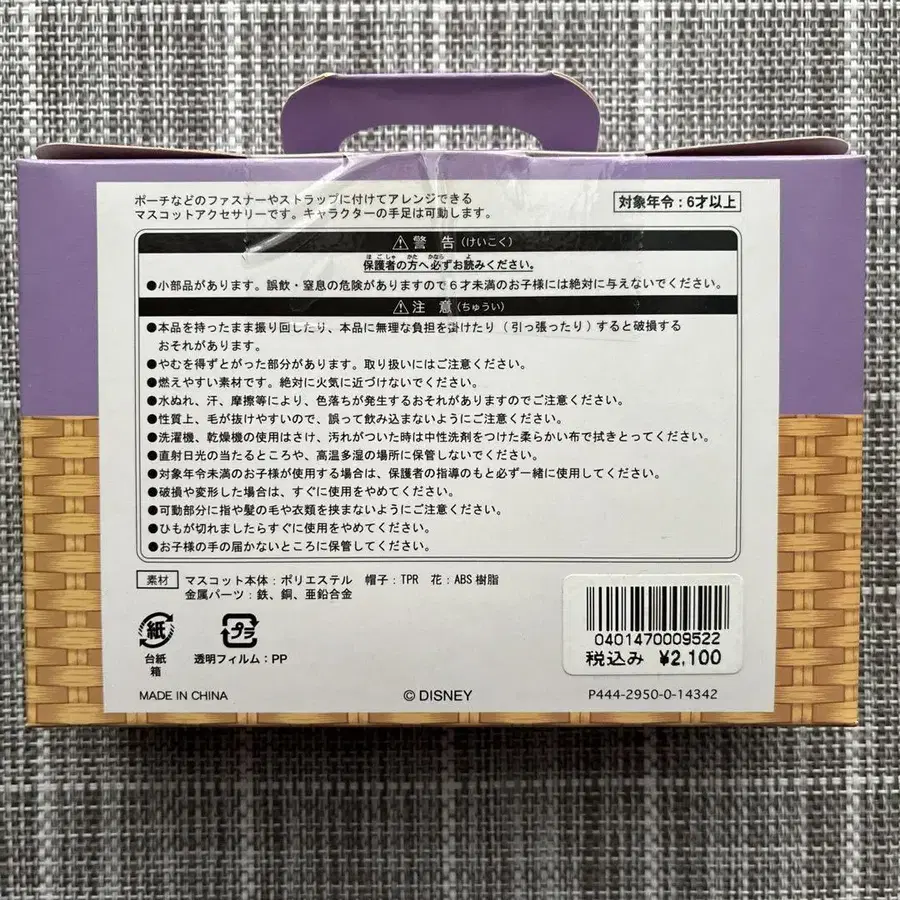 ポーチなどのファスナーやストラップに付けてアレンジできる
マスコットアクセサリーです。キャラクターの手足は可動します。
対象年令：6才以上
⚠警 告(けいこく)
保護者の方へ必ずお読みください。
●小部品があります。誤飲・窒息の危険がありますので６才未満のお子様には絶対に与えないでください。
⚠注 意(ちゅうい)
●本品を持ったまま振り回したり、本品に無理な負担を掛けたり（引っ張ったり）すると破損する
おそれがあります。
●やむを得ずとがった部分があります。取り扱いにはご注意ください。
●燃えやすい素材です。絶対に火気に近づけないでください。
●水ぬれ、汗、摩擦等により、色落ちが発生するおそれがありますのでご注意ください。
●性質上、毛が抜けやすいので、誤って飲み込まないようにご注意ください。
●洗濯機、乾燥機の使用はさけ、汚れがついた時は中性洗剤をつけた柔らかい布で拭きとってください。
●直射日光の当たるところや、高温多湿の場所に保管しないでください。
●対象年令未満のお子様が使用する場合は、保護者の指導のもと必ず一緒に使用してください。
●破損や変形した場合は、すぐに使用をやめてください。
●可動部分に指や髪の毛や衣類を挟まないようにご注意ください。
●ひもが切れましたらすぐに使用をやめてください。
●お子様の手の届かないところに保管してください。
素材 マスコット本体：ポリエステル 帽子：TPR 花：ABS樹脂
金属パーツ：鉄、銅、亜鉛合金
紙
台紙
箱
プラ
透明フィルム：PP
0401470009522
税込み ¥2,100
MADE IN CHINA
© DISNEY
P444-2950-0-14342